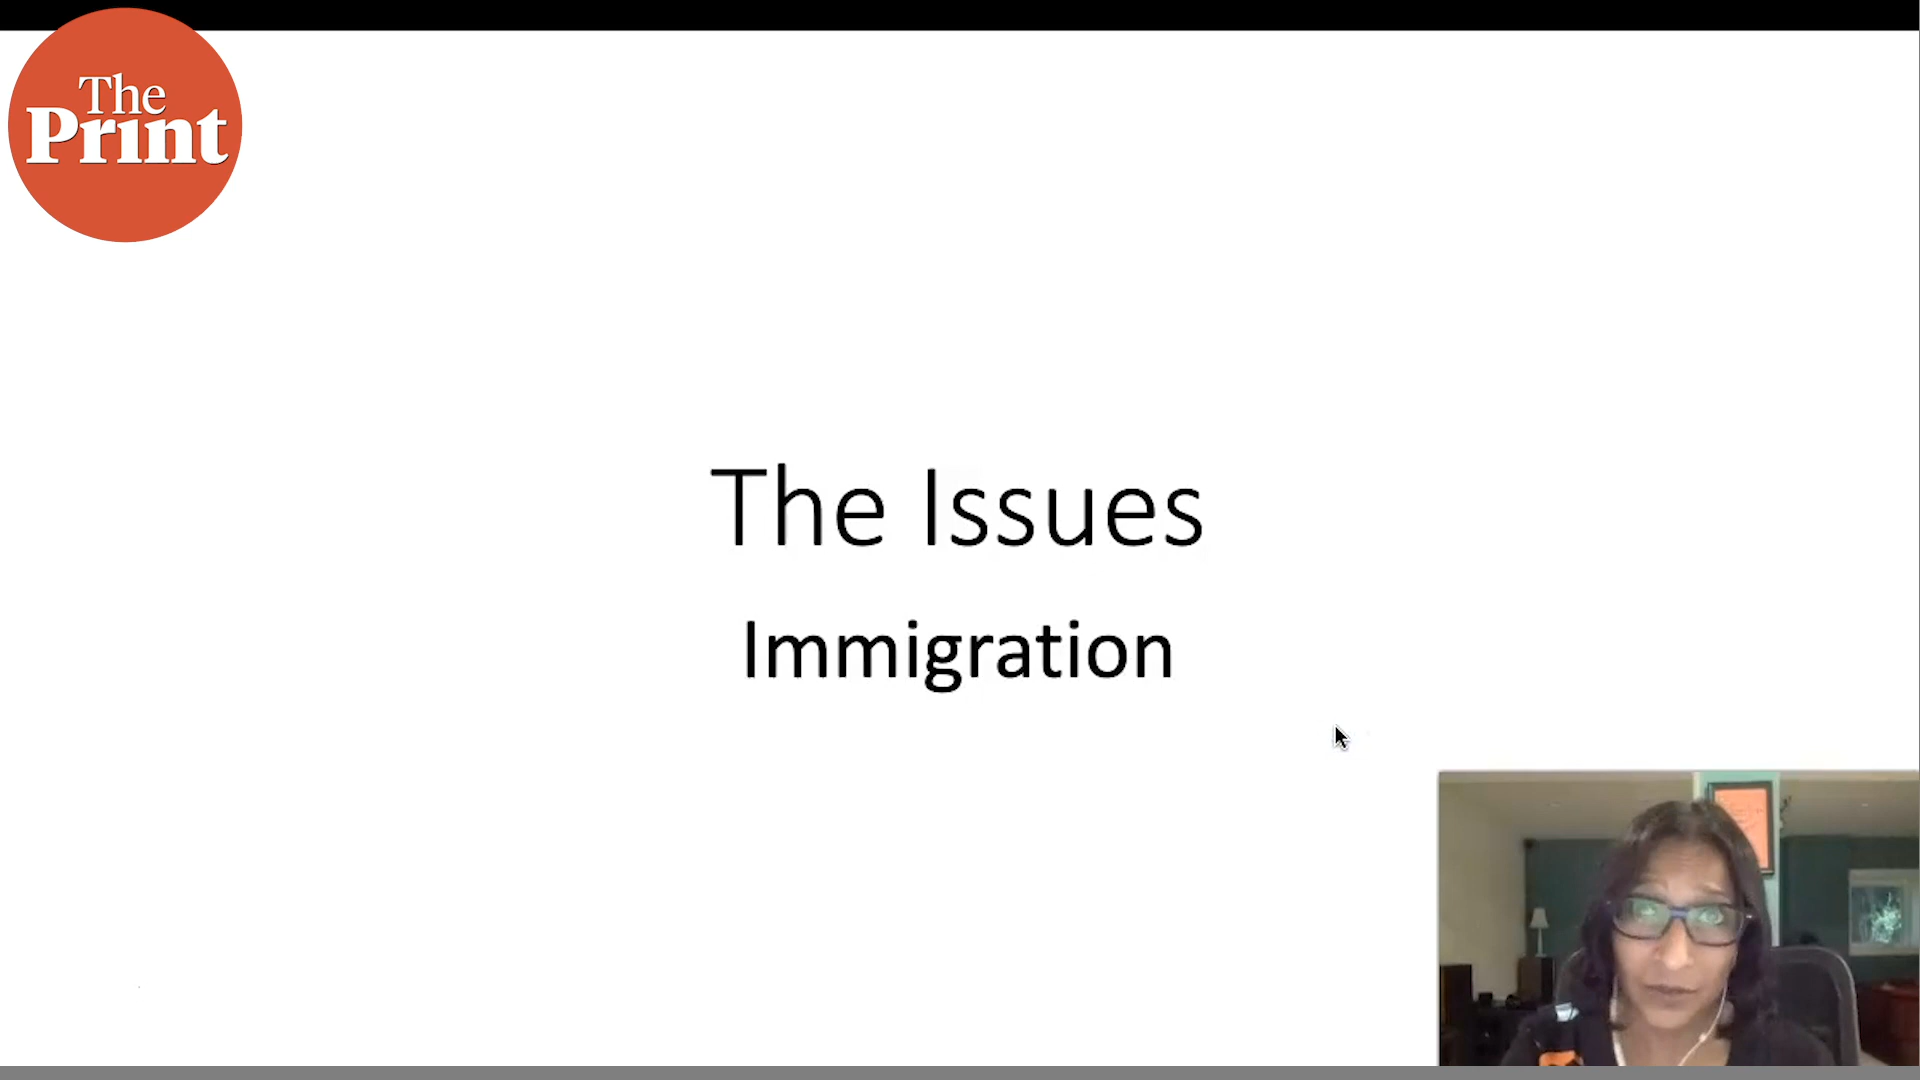 The
Print
The Issues
Immigration